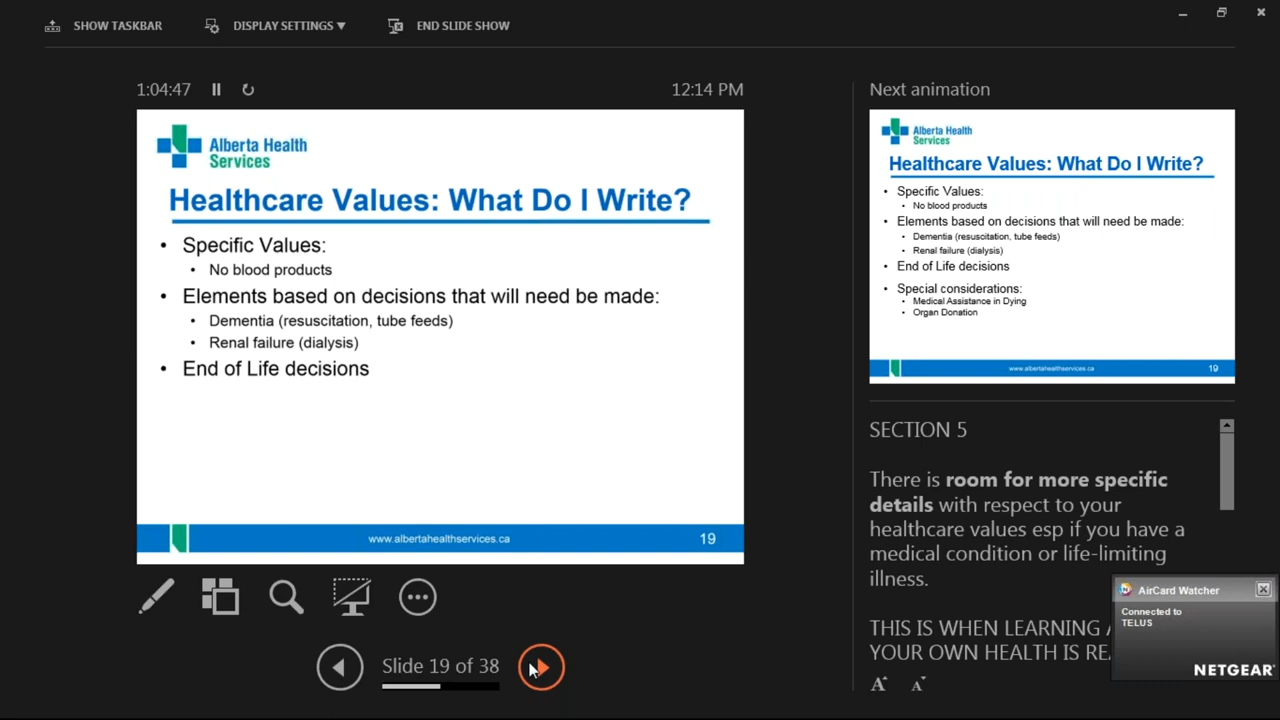 SHOW TASKBAR
DISPLAY SETTINGS ▼
END SLIDE SHOW
1:04:47
12:14 PM
Alberta Health
Services
Healthcare Values: What Do I Write?
• Specific Values:
• No blood products
• Elements based on decisions that will need be made:
• Dementia (resuscitation, tube feeds)
• Renal failure (dialysis)
• End of Life decisions
www.albertahealthservices.ca
19
Slide 19 of 38
Next animation
Alberta Health
Services
Healthcare Values: What Do I Write?
• Specific Values:
• No blood products
• Elements based on decisions that will need be made:
• Dementia (resuscitation, tube feeds)
• Renal failure (dialysis)
• End of Life decisions
• Special considerations:
• Medical Assistance in Dying
• Organ Donation
www.albertahealthservices.ca
19
SECTION 5
There is room for more specific
details with respect to your
healthcare values esp if you have a
medical condition or life-limiting
illness.
THIS IS WHEN LEARNING
YOUR OWN HEALTH IS
A A
AirCard Watcher
Connected to
TELUS
NETGEAR